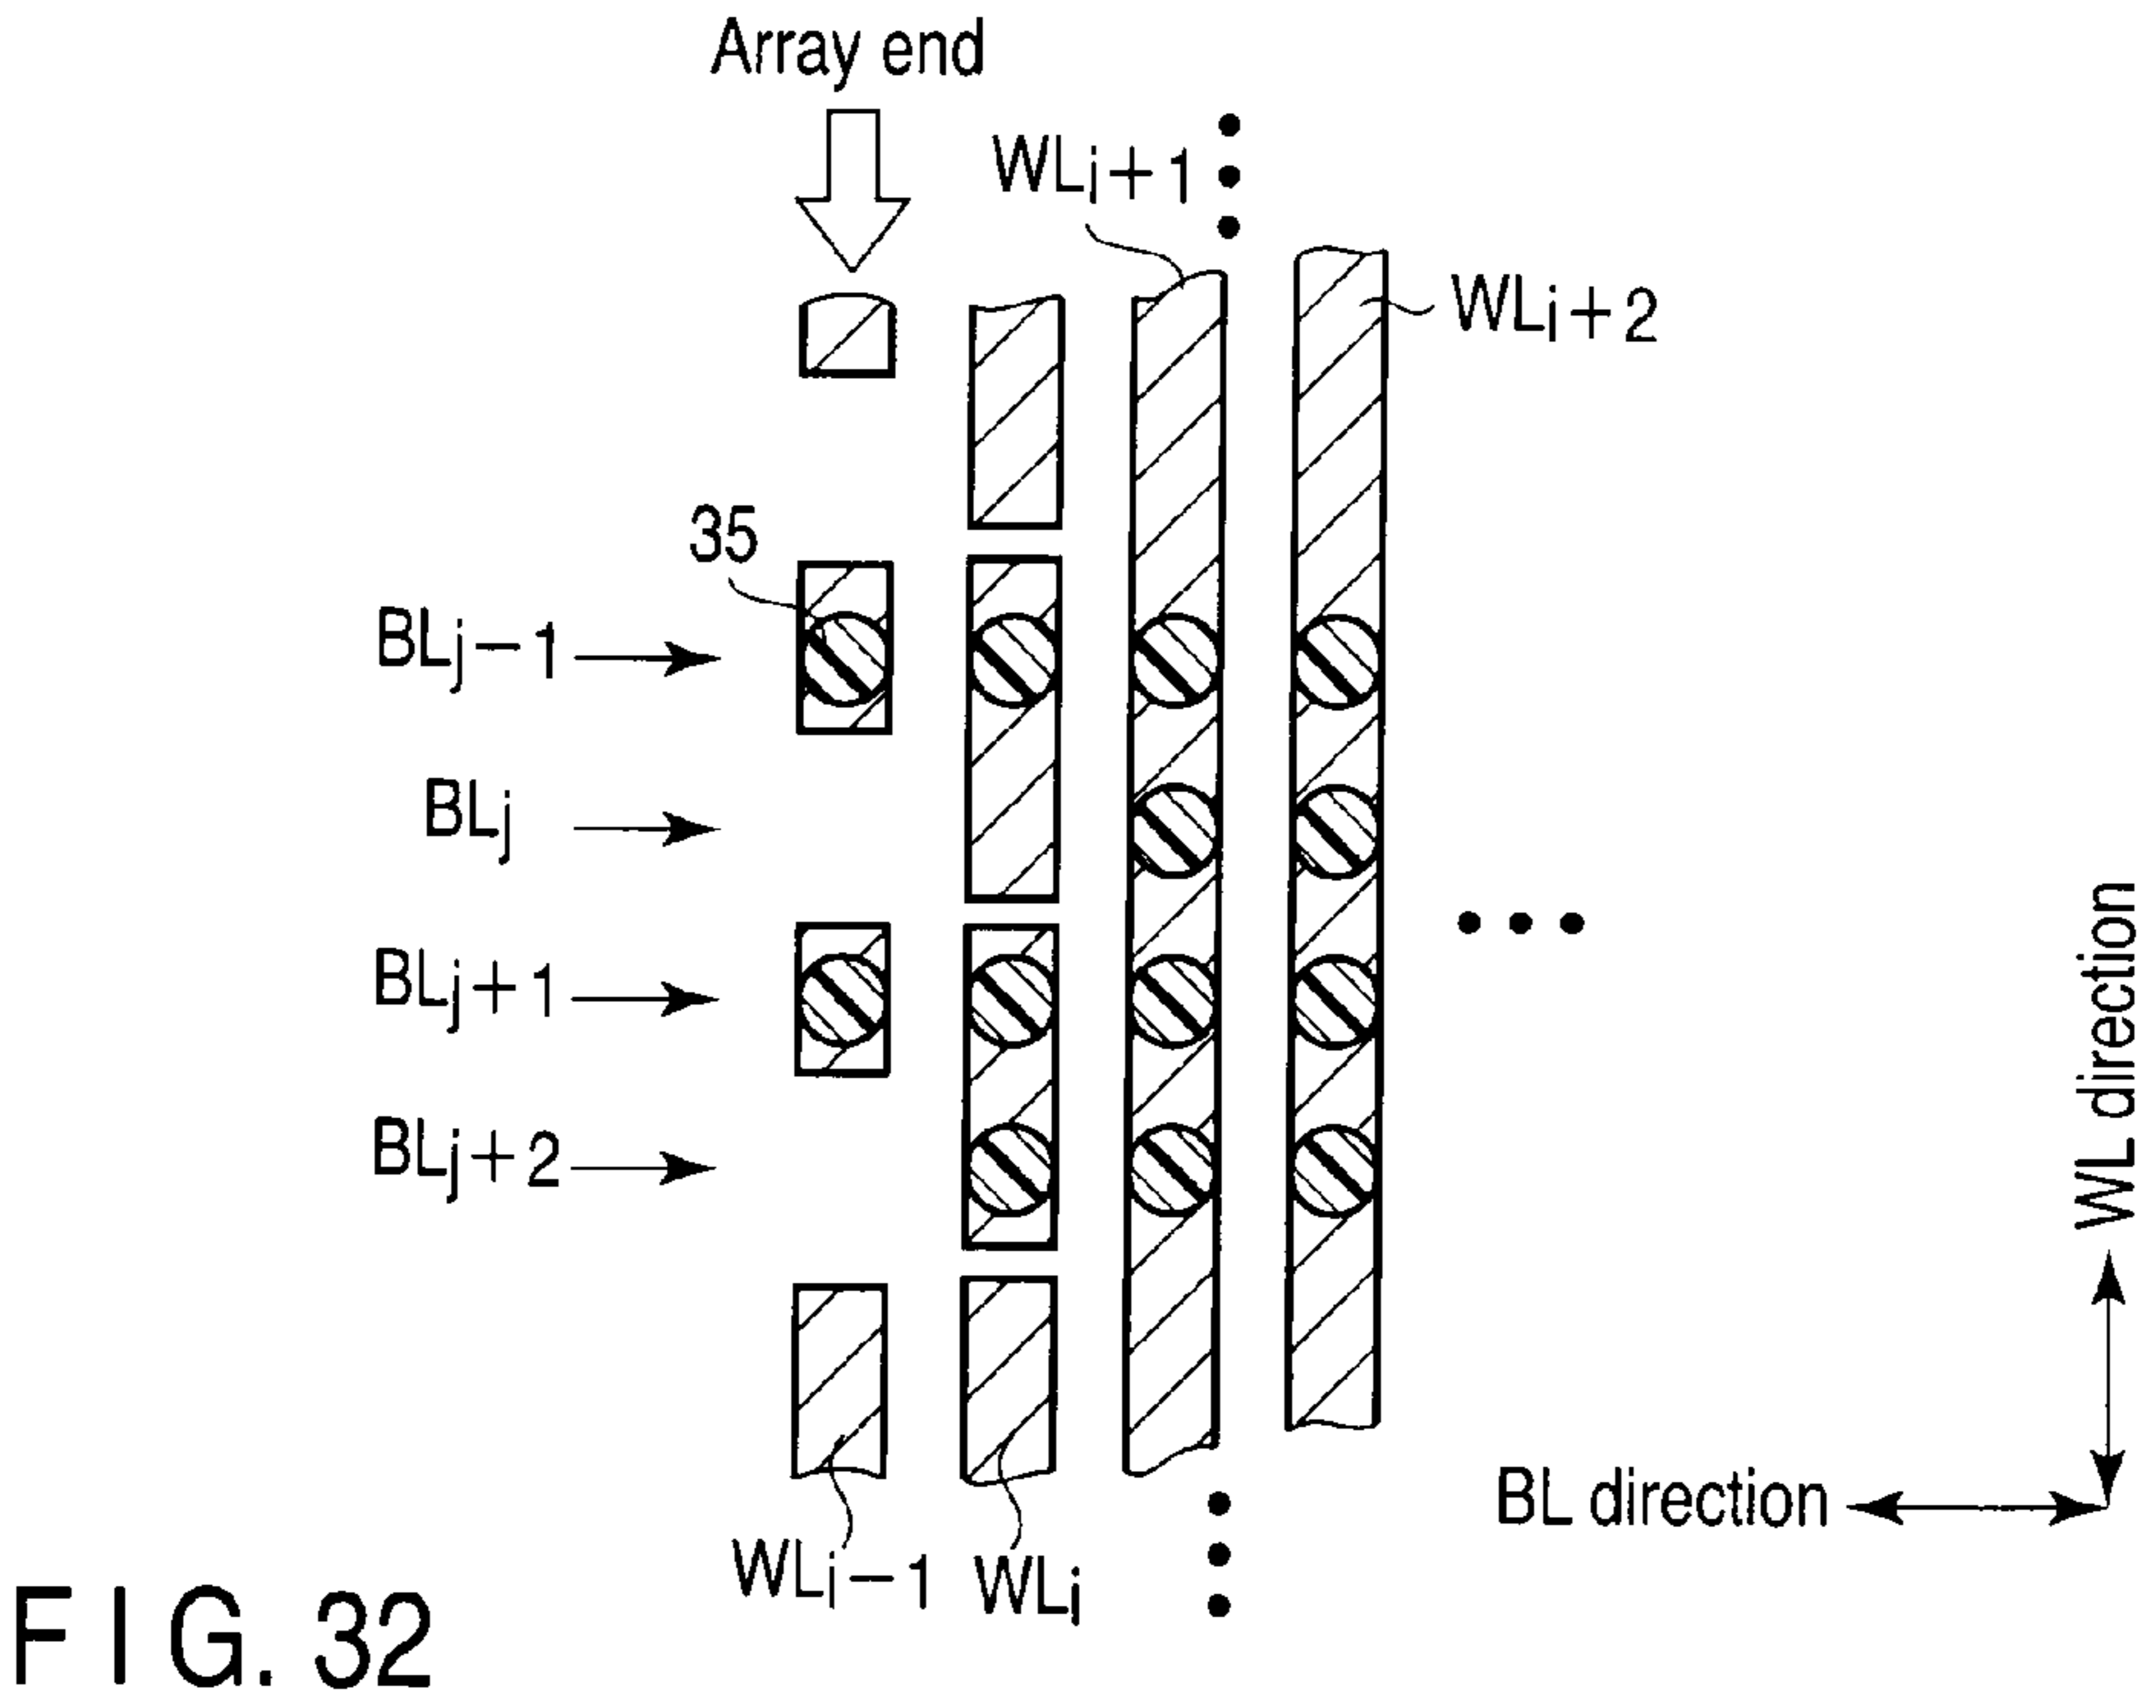 Array end
WLi+1
WLi+2
35
BLj−1
BLj
BLj+1
BLj+2
WL direction
BL direction
WLi−1
WLi
FIG. 32